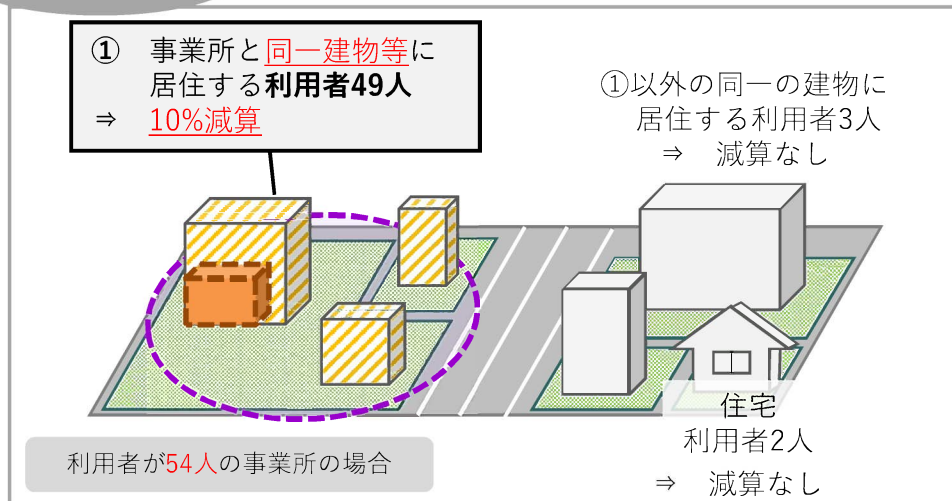 ① 事業所と同一建物等に
居住する利用者49人
⇒ 10%減算
①以外の同一の建物に
居住する利用者3人
⇒ 減算なし
住宅
利用者2人
⇒ 減算なし
利用者が54人の事業所の場合